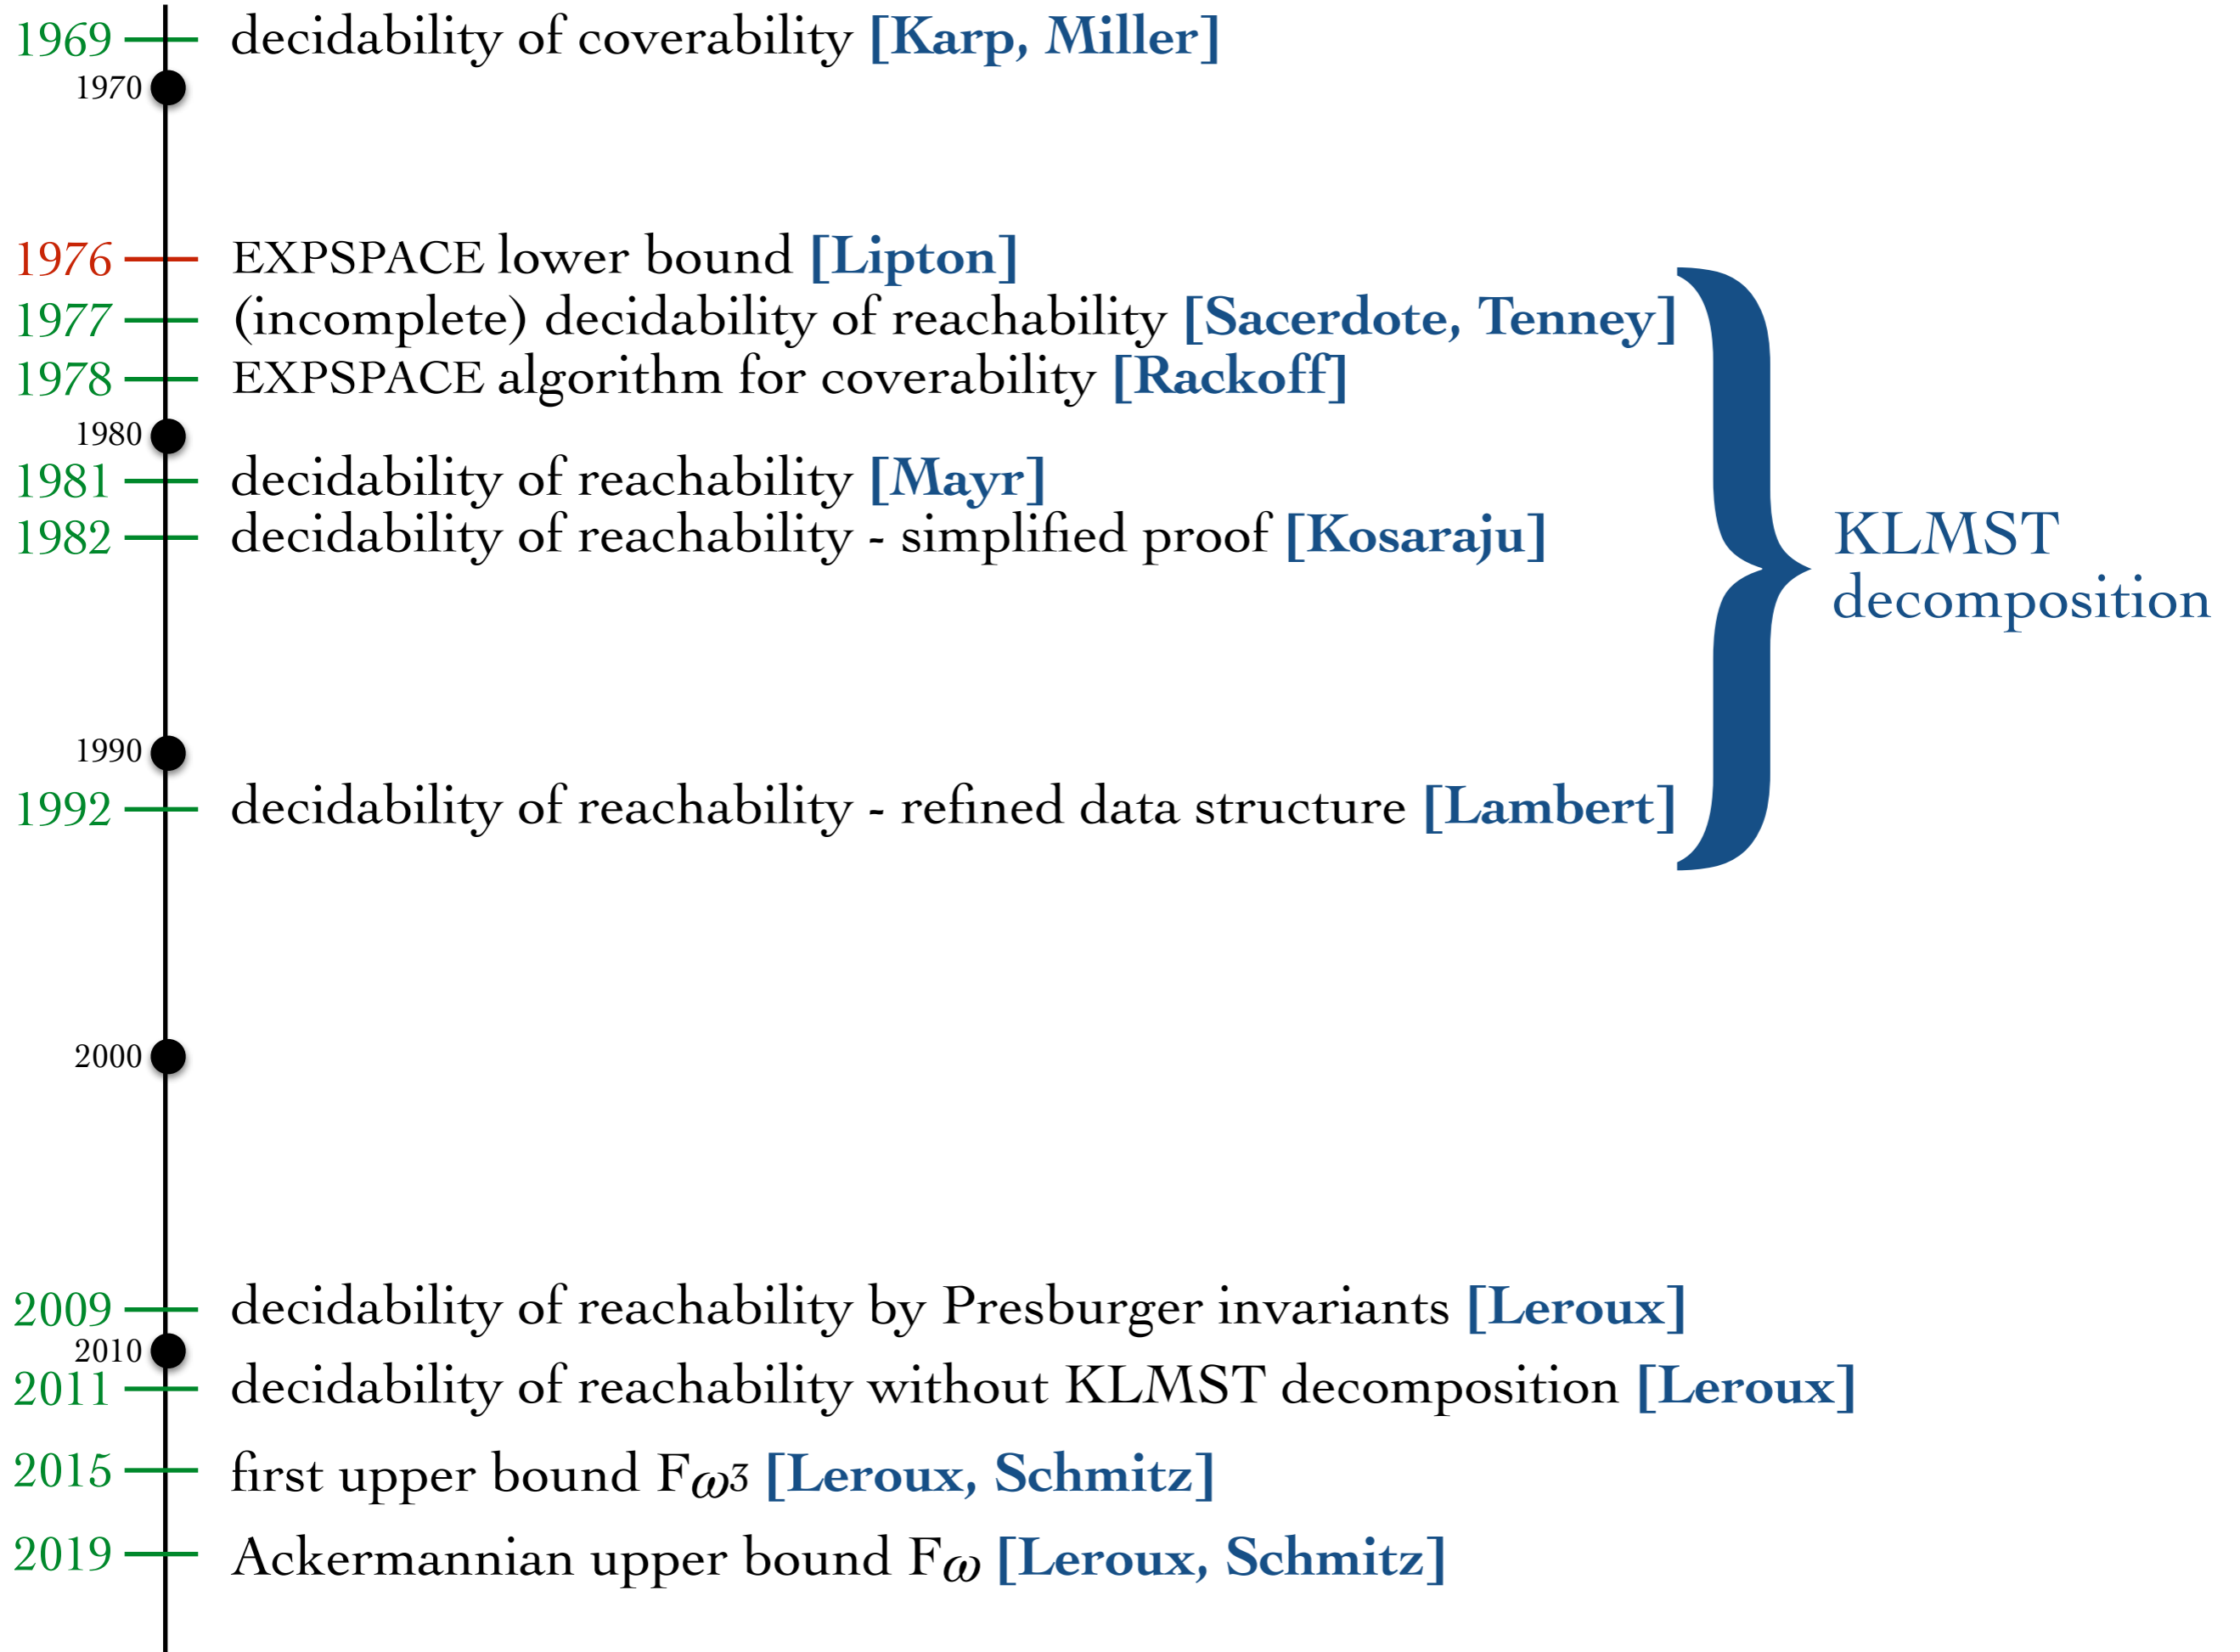 1969 decidability of coverability [Karp, Miller]
1970
1976 EXPSPACE lower bound [Lipton]
1977 (incomplete) decidability of reachability [Sacerdote, Tenney]
1978 EXPSPACE algorithm for coverability [Rackoff]
1980
1981 decidability of reachability [Mayr]
1982 decidability of reachability - simplified proof [Kosaraju]
KLMST
decomposition
1990
1992 decidability of reachability - refined data structure [Lambert]
2000
2009 decidability of reachability by Presburger invariants [Leroux]
2010
2011 decidability of reachability without KLMST decomposition [Leroux]
2015 first upper bound Fω3 [Leroux, Schmitz]
2019 Ackermannian upper bound Fω [Leroux, Schmitz]